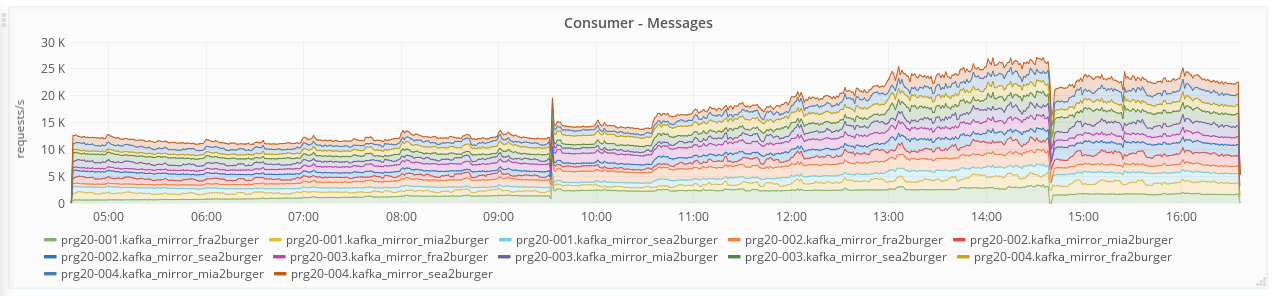 Consumer - Messages
30 K
25 K
20 K
15 K
10 K
5 K
0
requests/s
05:00 06:00 07:00 08:00 09:00 10:00 11:00 12:00 13:00 14:00 15:00 16:00
prg20-001.kafka_mirror_fra2burger prg20-001.kafka_mirror_mia2burger prg20-001.kafka_mirror_sea2burger prg20-002.kafka_mirror_fra2burger prg20-002.kafka_mirror_mia2burger
prg20-002.kafka_mirror_sea2burger prg20-003.kafka_mirror_fra2burger prg20-003.kafka_mirror_mia2burger prg20-003.kafka_mirror_sea2burger prg20-004.kafka_mirror_fra2burger
prg20-004.kafka_mirror_mia2burger prg20-004.kafka_mirror_sea2burger